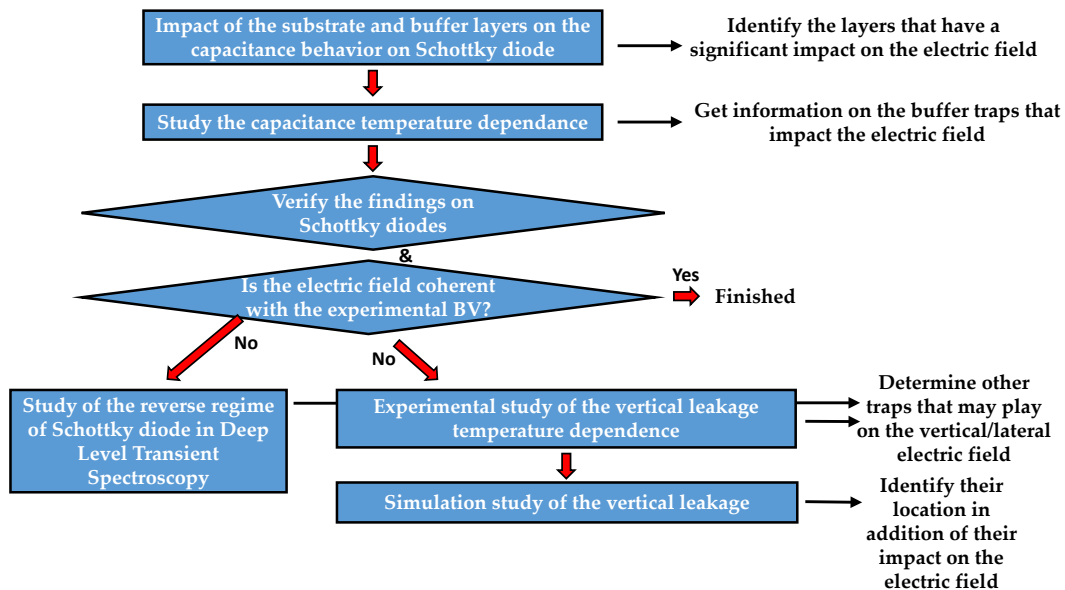 Impact of the substrate and buffer layers on the
capacitance behavior on Schottky diode
Identify the layers that have a
significant impact on the electric field
Study the capacitance temperature dependance
Get information on the buffer traps that
impact the electric field
Verify the findings on
Schottky diodes
&
Is the electric field coherent
with the experimental BV?
Yes
Finished
No
No
Study of the reverse regime
of Schottky diode in Deep
Level Transient
Spectroscopy
Experimental study of the vertical leakage
temperature dependence
Determine other
traps that may play
on the vertical/lateral
electric field
Simulation study of the vertical leakage
Identify their
location in
addition of their
impact on the
electric field